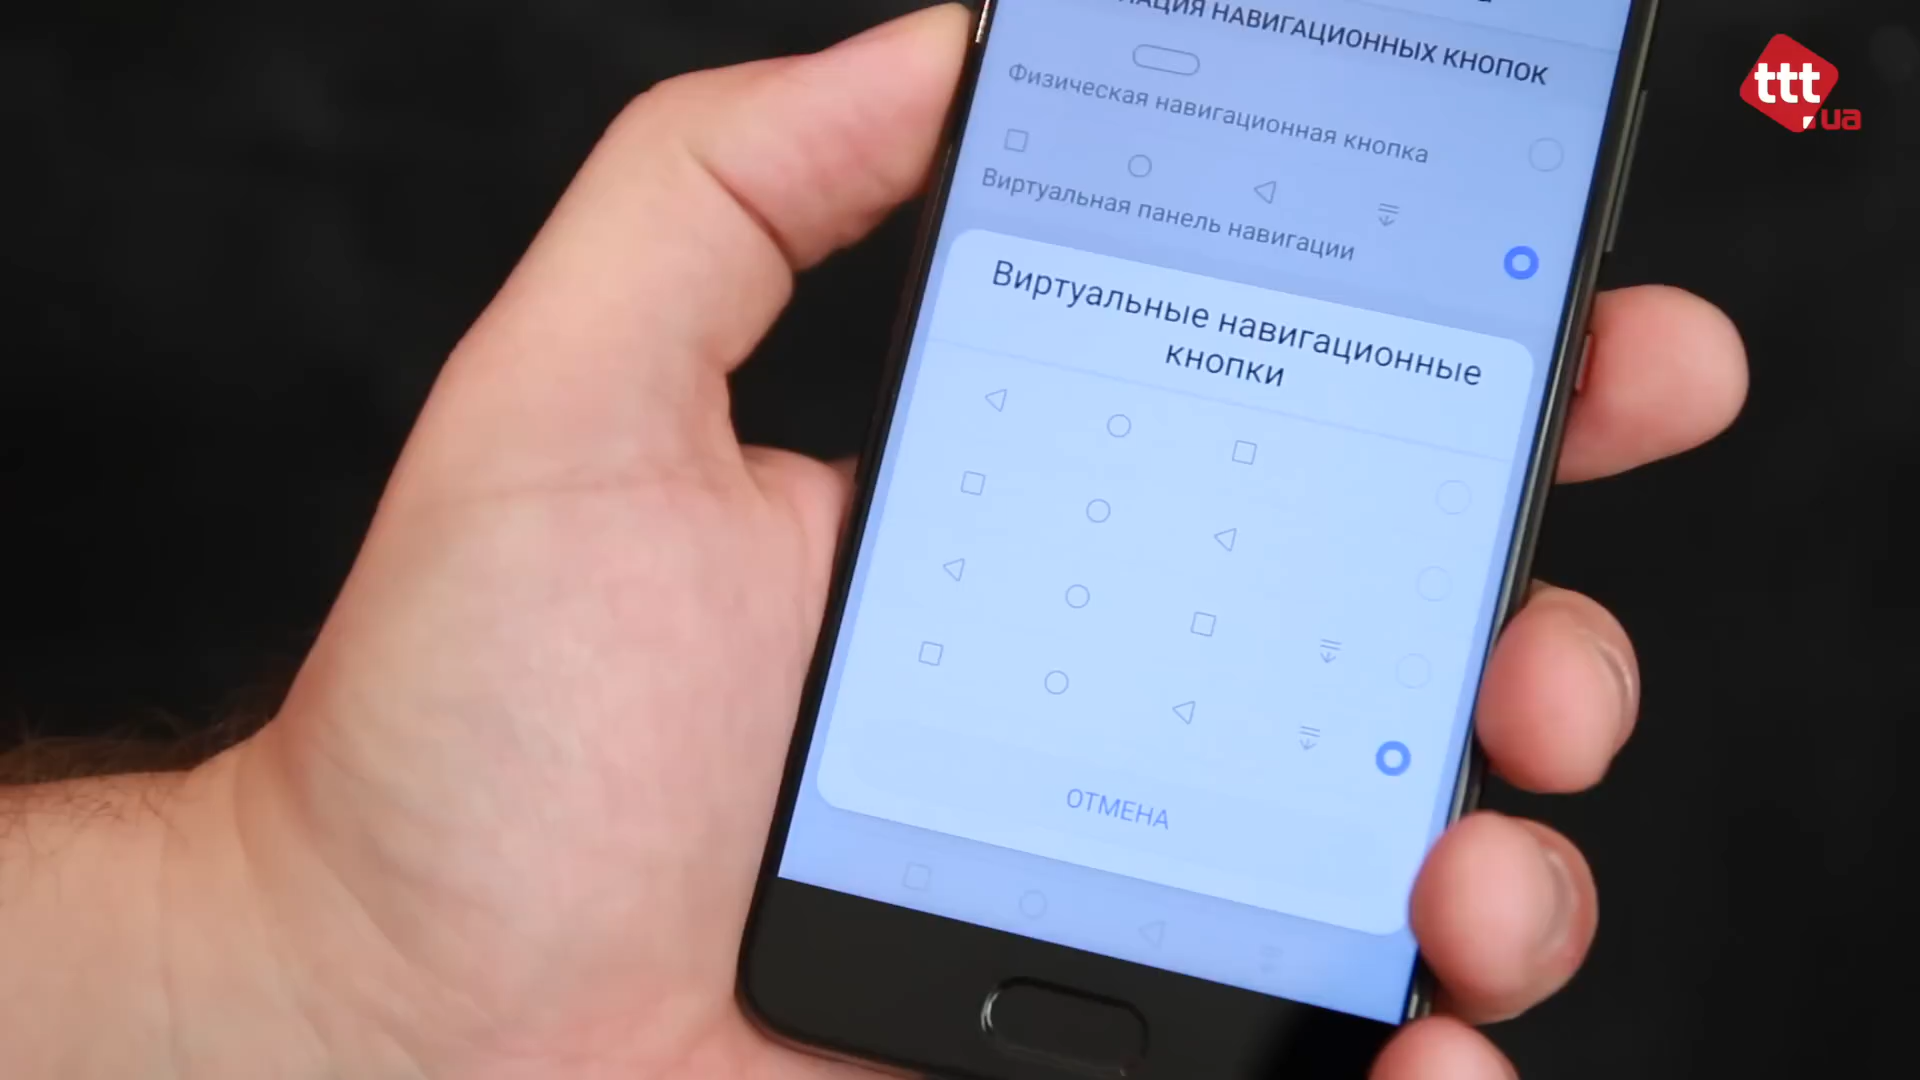 НАВИГАЦИОННЫХ КНОПОК
Физическая навигационная кнопка
Виртуальная панель навигации
Виртуальные навигационные
кнопки
ОТМЕНА
ttt
.ua